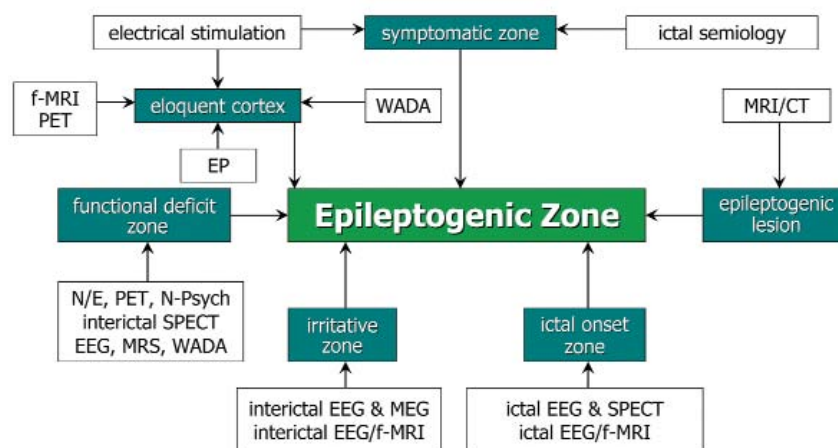 electrical stimulation
symptomatic zone
ictal semiology
f-MRI
PET
eloquent cortex
WADA
MRI/CT
EP
functional deficit
zone
Epileptogenic Zone
epileptogenic
lesion
N/E, PET, N-Psych
interictal SPECT
EEG, MRS, WADA
irritative
zone
ictal onset
zone
interictal EEG & MEG
interictal EEG/f-MRI
ictal EEG & SPECT
ictal EEG/f-MRI